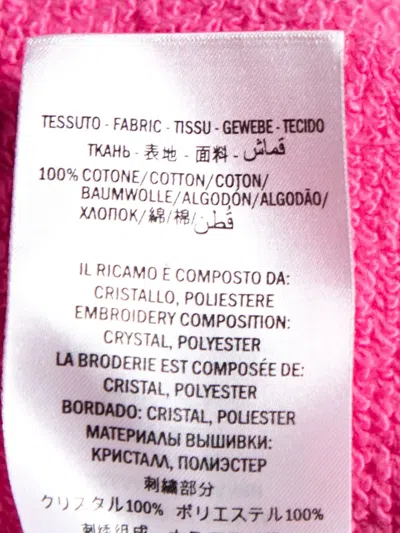 TESSUTO - FABRIC - TISSU - GEWEBE - TECIDO
ТКАНЬ - 表地 - 面料 - قماش
100% COTONE/COTTON/COTON/
BAUMWOLLE/ALGODÓN/ALGODÃO/
ХЛОПОК/綿/棉/قطن
IL RICAMO È COMPOSTO DA:
CRISTALLO, POLIESTERE
EMBROIDERY COMPOSITION:
CRYSTAL, POLYESTER
LA BRODERIE EST COMPOSÉE DE:
CRISTAL, POLYESTER
BORDADO: CRISTAL, POLIESTER
МАТЕРИАЛЫ ВЫШИВКИ:
КРИСТАЛЛ, ПОЛИЭСТЕР
刺繍部分
クリスタル100% ポリエステル100%